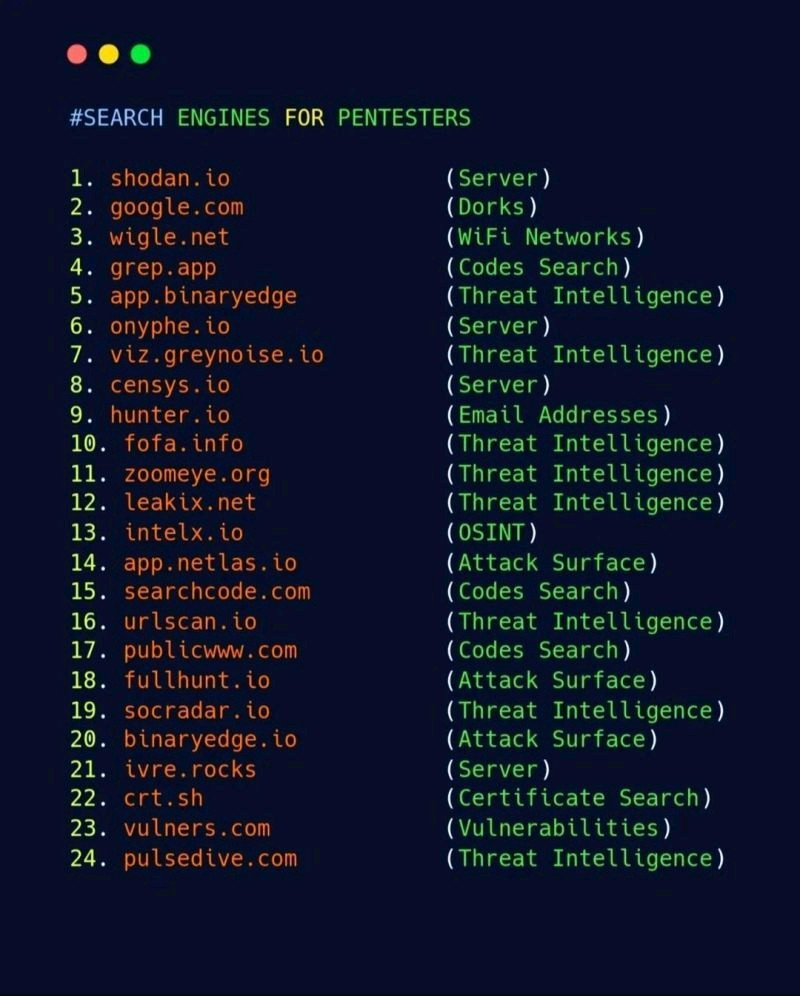 #SEARCH ENGINES FOR PENTESTERS
1. shodan.io (Server)
2. google.com (Dorks)
3. wigle.net (WiFi Networks)
4. grep.app (Codes Search)
5. app.binaryedge (Threat Intelligence)
6. onyphe.io (Server)
7. viz.greynoise.io (Threat Intelligence)
8. censys.io (Server)
9. hunter.io (Email Addresses)
10. fofa.info (Threat Intelligence)
11. zoomeye.org (Threat Intelligence)
12. leakix.net (Threat Intelligence)
13. intelx.io (OSINT)
14. app.netlas.io (Attack Surface)
15. searchcode.com (Codes Search)
16. urlscan.io (Threat Intelligence)
17. publicwww.com (Codes Search)
18. fullhunt.io (Attack Surface)
19. socradar.io (Threat Intelligence)
20. binaryedge.io (Attack Surface)
21. ivre.rocks (Server)
22. crt.sh (Certificate Search)
23. vulners.com (Vulnerabilities)
24. pulsedive.com (Threat Intelligence)